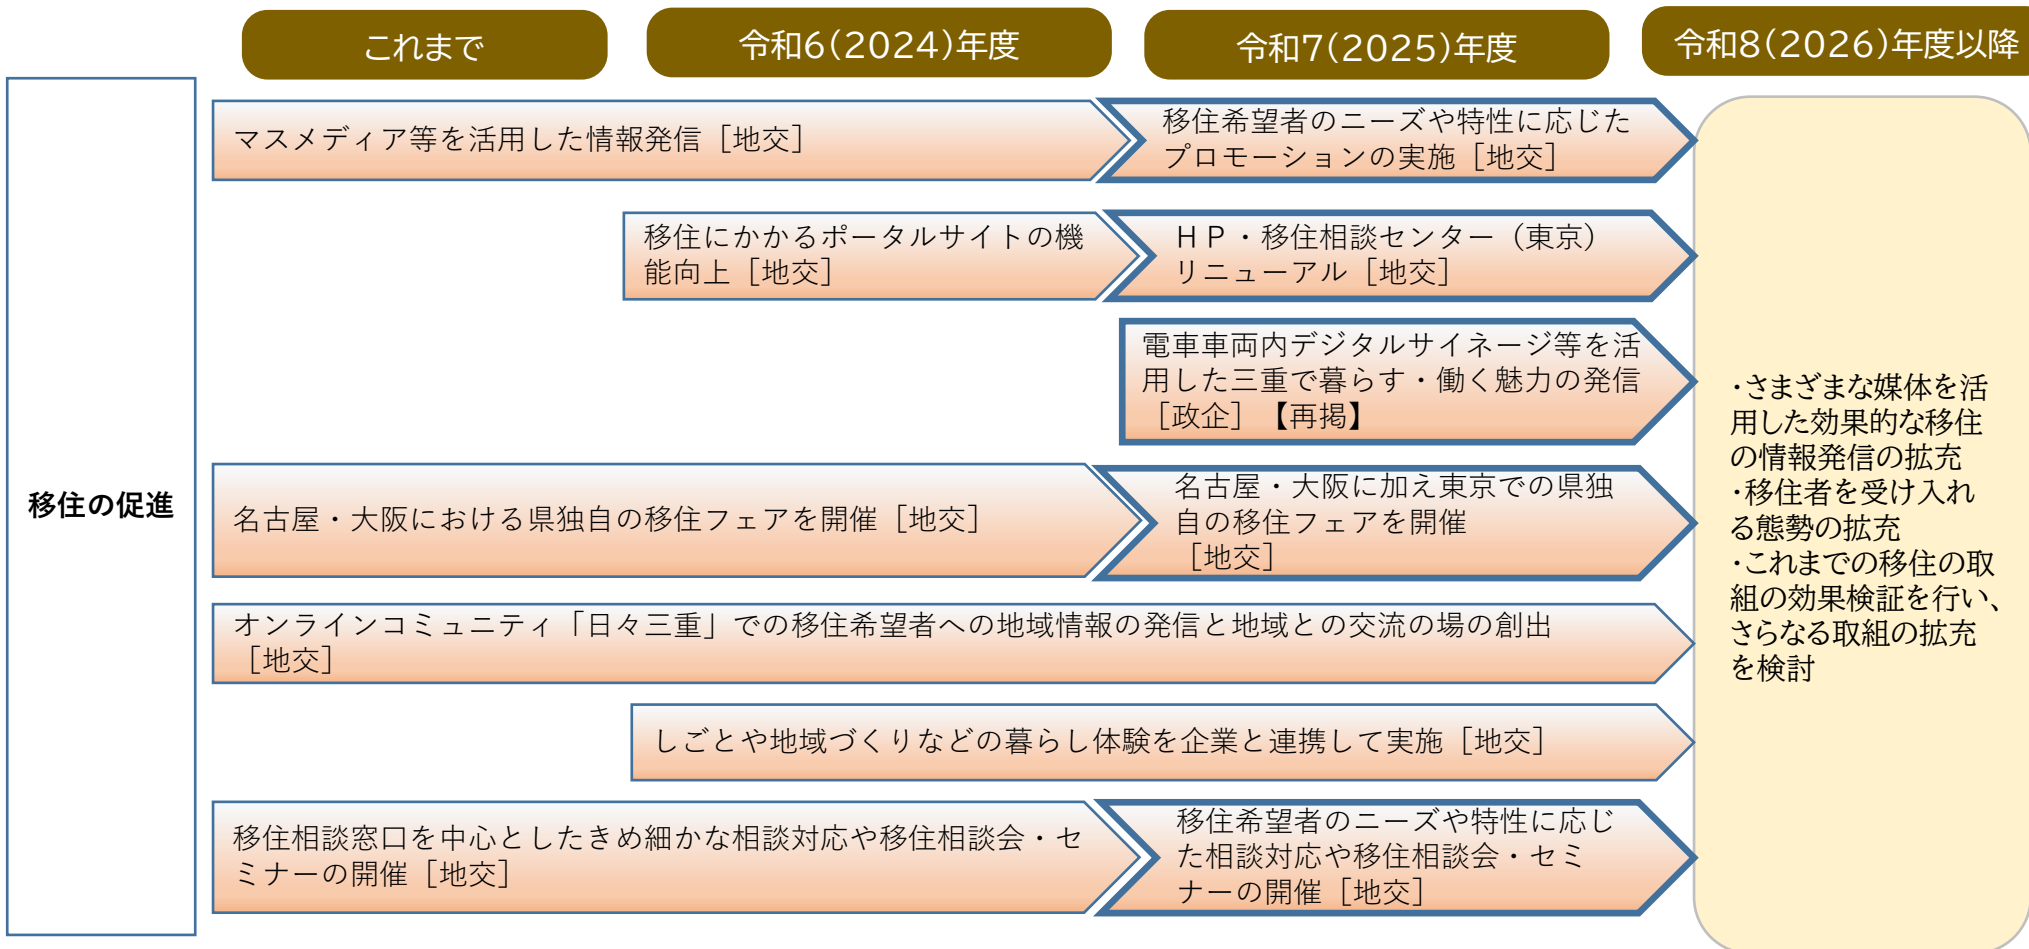 これまで
令和6(2024)年度
令和7(2025)年度
令和8(2026)年度以降
移住の促進
マスメディア等を活用した情報発信［地交］
移住希望者のニーズや特性に応じた
プロモーションの実施［地交］
移住にかかるポータルサイトの機
能向上［地交］
ＨＰ・移住相談センター（東京）
リニューアル［地交］
電車車両内デジタルサイネージ等を活
用した三重で暮らす・働く魅力の発信
［政企］【再掲】
名古屋・大阪における県独自の移住フェアを開催［地交］
名古屋・大阪に加え東京での県独
自の移住フェアを開催
［地交］
オンラインコミュニティ「日々三重」での移住希望者への地域情報の発信と地域との交流の場の創出
［地交］
しごとや地域づくりなどの暮らし体験を企業と連携して実施［地交］
移住相談窓口を中心としたきめ細かな相談対応や移住相談会・セ
ミナーの開催［地交］
移住希望者のニーズや特性に応じ
た相談対応や移住相談会・セミ
ナーの開催［地交］
・さまざまな媒体を活
用した効果的な移住
の情報発信の拡充
・移住者を受け入れ
る態勢の拡充
・これまでの移住の取
組の効果検証を行い、
さらなる取組の拡充
を検討